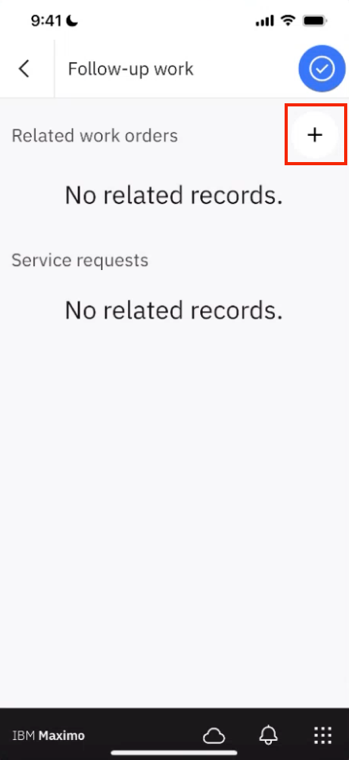 9:41
Follow-up work
Related work orders
No related records.
Service requests
No related records.
IBM Maximo